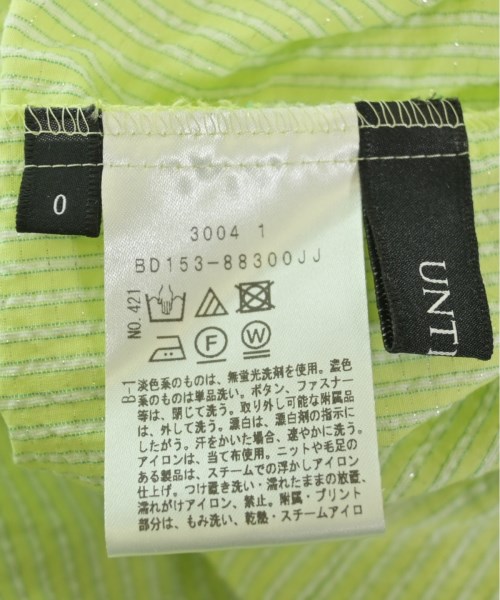 0
3004 1
BD153-88300JJ
NO.421
F
W
B-1
淡色系のものは、無蛍光洗剤を使用。濃色
系のものは単品洗い。ボタン、ファスナー
等は、閉じて洗う。取り外し可能な附属品
は、外して洗う。漂白は、漂白剤の指示に
したがう。汗をかいた場合、速やかに洗う。
アイロンは、当て布使用。ニットや毛足の
ある製品は、スチームでの浮かしアイロン
仕上げ。つけ置き洗い・濡れたままの放置、
濡れがけアイロン、禁止。附属・プリント
部分は、もみ洗い、乾熱・スチームアイロ
UNTI